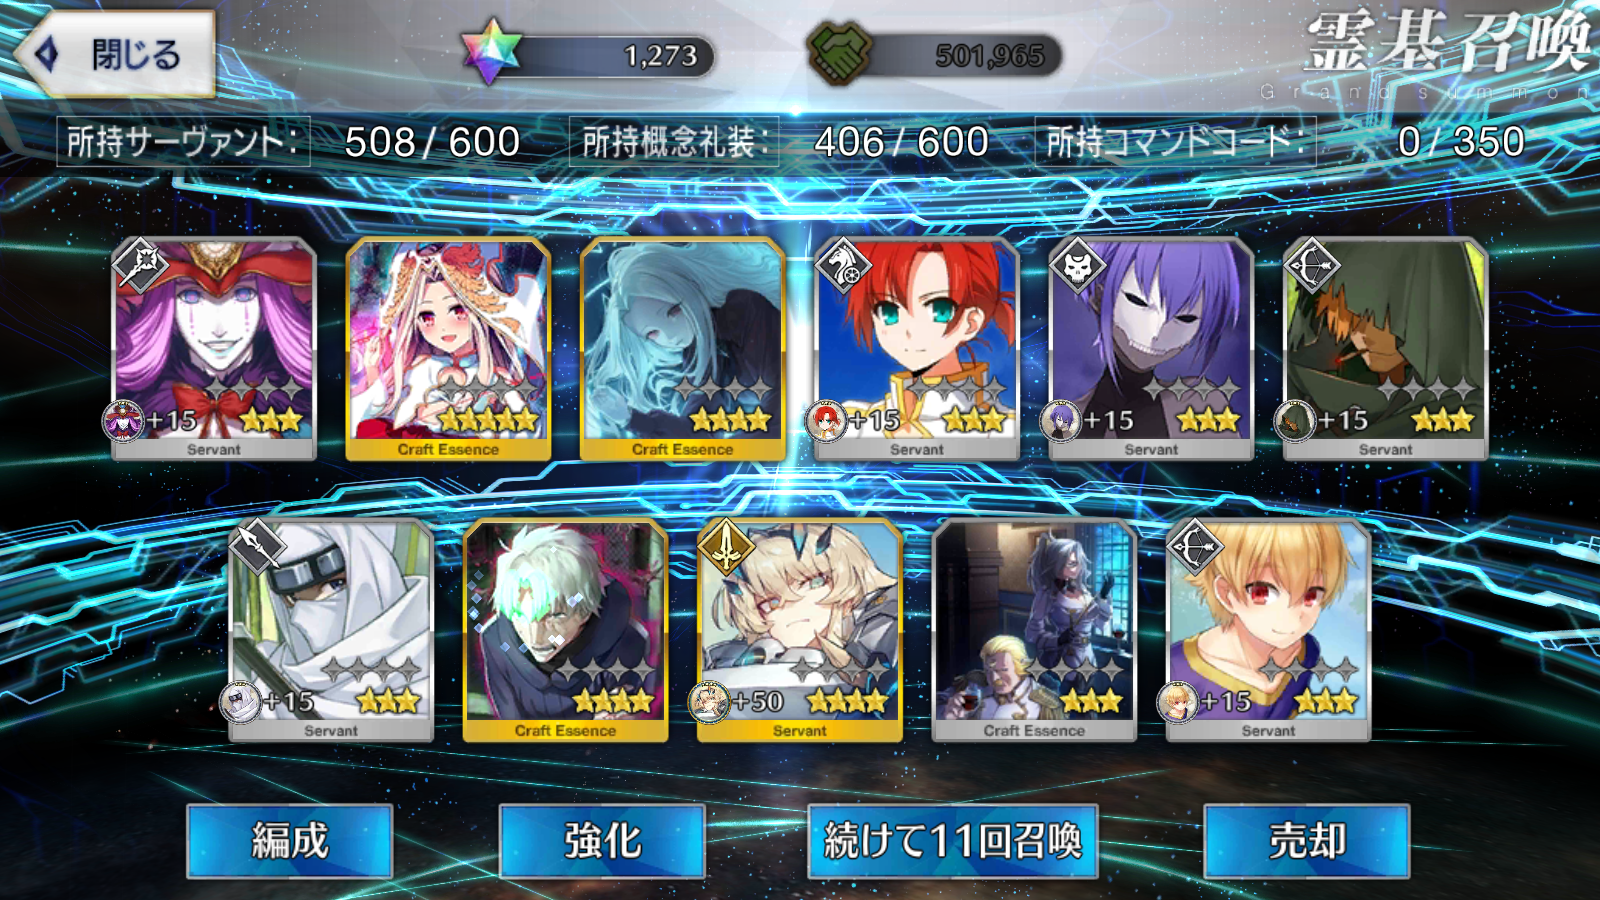 閉じる
1,273
501,965
霊基召喚
Grand summon
所持サーヴァント: 508 / 600
所持概念礼装: 406 / 600
所持コマンドコード: 0 / 350
+15
+15
+15
+15
Servant
Craft Essence
Craft Essence
Servant
Servant
Servant
+15
+50
+15
Servant
Craft Essence
Servant
Craft Essence
Servant
編成
強化
続けて11回召喚
売却